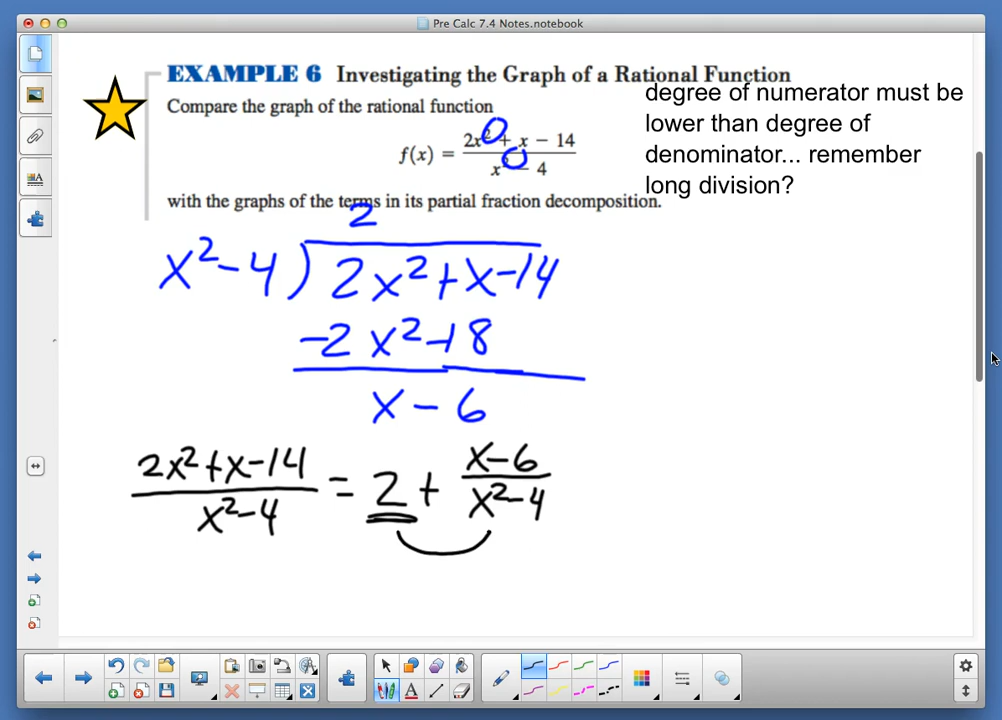 Pre Calc 7.4 Notes.notebook
EXAMPLE 6 Investigating the Graph of a Rational Function
degree of numerator must be
lower than degree of
denominator... remember
long division?
Compare the graph of the rational function
f(x) = (2x² + x − 14)/(x² − 4)
with the graphs of the terms in its partial fraction decomposition.
2
x²-4 ) 2x²+x-14
-2x²+8
x-6
(2x²+x-14)/(x²-4) = 2 + (x-6)/(x²-4)